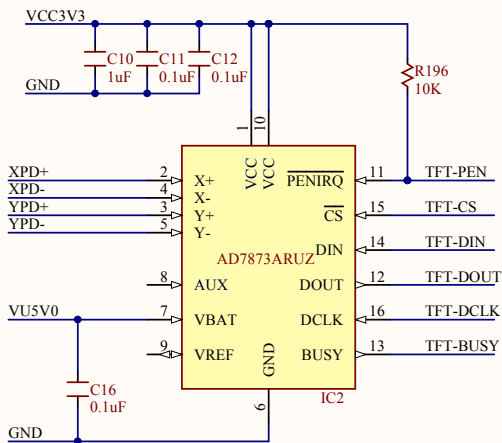 VCC3V3
C10
1uF
C11
0.1uF
C12
0.1uF
GND
R196
10K
1
10
VCC
VCC
XPD+
2
X+
PENIRQ
11
TFT-PEN
XPD-
4
X-
YPD+
3
Y+
CS
15
TFT-CS
YPD-
5
Y-
DIN
14
TFT-DIN
AD7873ARUZ
8
AUX
DOUT
12
TFT-DOUT
VU5V0
7
VBAT
DCLK
16
TFT-DCLK
9
VREF
BUSY
13
TFT-BUSY
GND
C16
0.1uF
6
IC2
GND